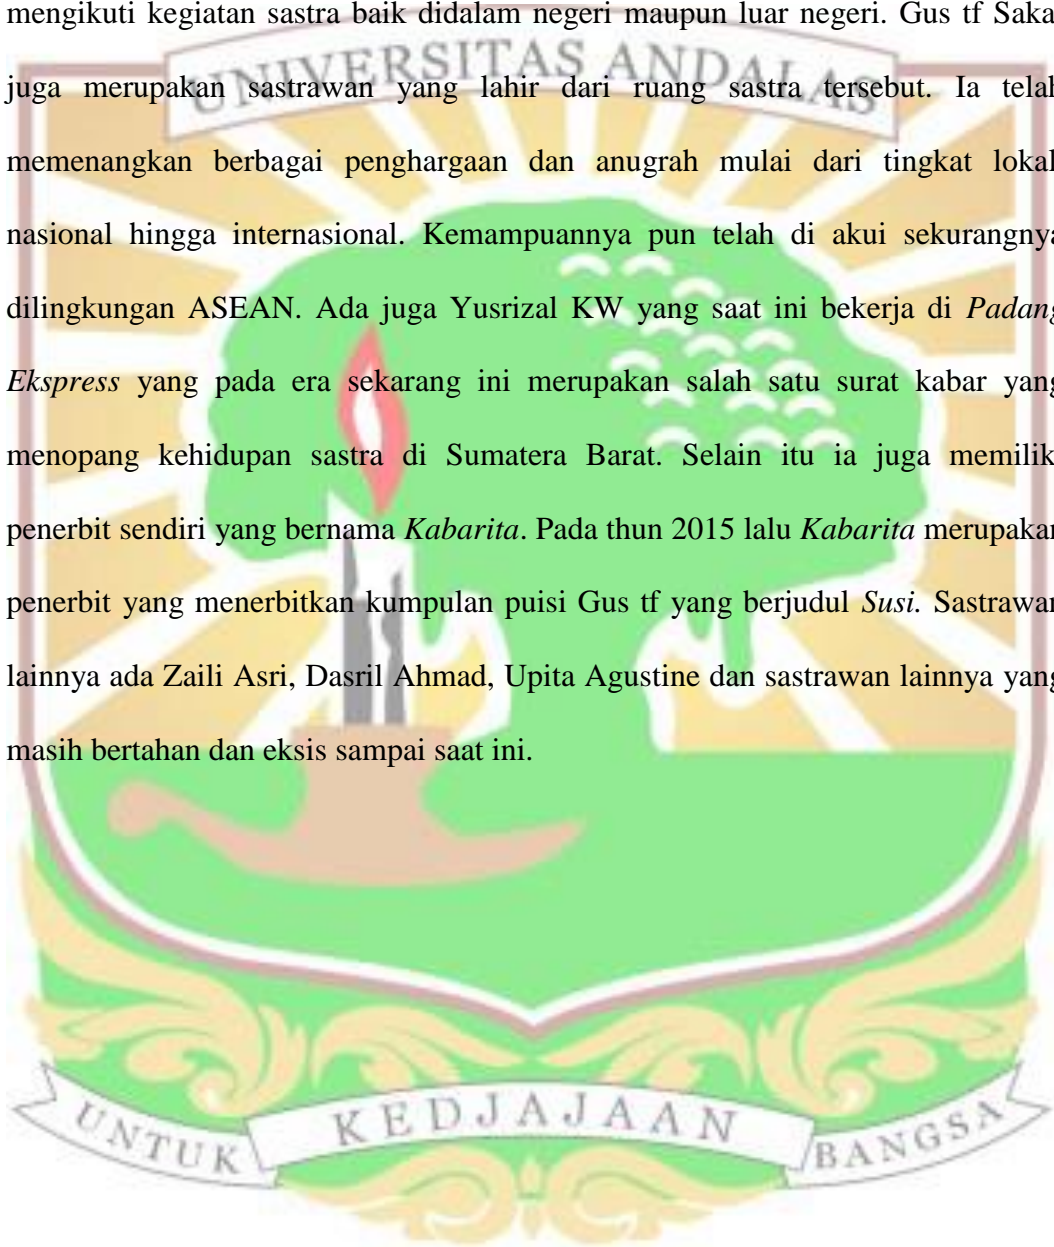 mengikuti kegiatan sastra baik didalam negeri maupun luar negeri. Gus tf Saka
UNIVERSITAS ANDALAS
juga merupakan sastrawan yang lahir dari ruang sastra tersebut. Ia telah
memenangkan berbagai penghargaan dan anugrah mulai dari tingkat lokal
nasional hingga internasional. Kemampuannya pun telah di akui sekurangnya
dilingkungan ASEAN. Ada juga Yusrizal KW yang saat ini bekerja di Padang
Ekspress yang pada era sekarang ini merupakan salah satu surat kabar yang
menopang kehidupan sastra di Sumatera Barat. Selain itu ia juga memilik
penerbit sendiri yang bernama Kabarita. Pada thun 2015 lalu Kabarita merupakan
penerbit yang menerbitkan kumpulan puisi Gus tf yang berjudul Susi. Sastrawan
lainnya ada Zaili Asri, Dasril Ahmad, Upita Agustine dan sastrawan lainnya yang
masih bertahan dan eksis sampai saat ini.
UNTUK KEDJAJAAN BANGSA